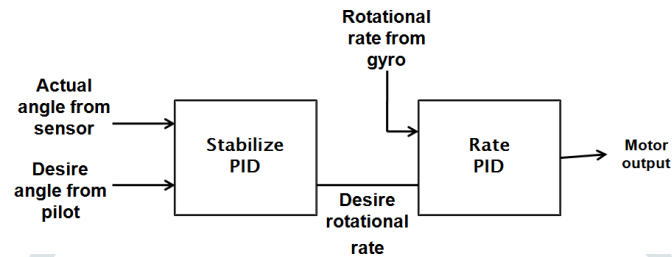 Rotational
rate from
gyro
Actual
angle from
sensor
Desire
angle from
pilot
Stabilize
PID
Desire
rotational
rate
Rate
PID
Motor
output